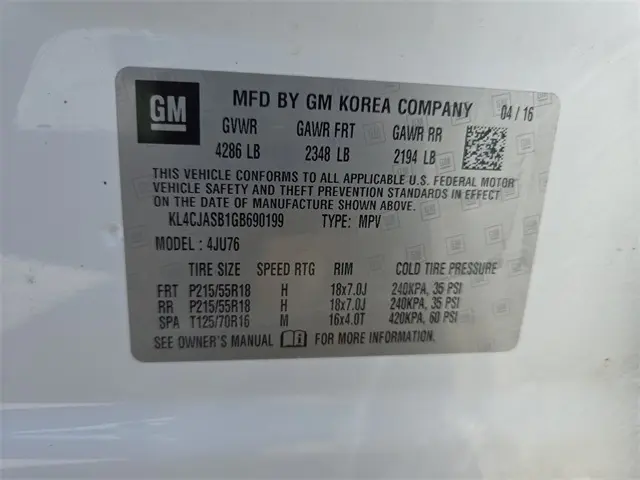 GM MFD BY GM KOREA COMPANY 04 / 16
GVWR GAWR FRT GAWR RR
4286 LB 2348 LB 2194 LB
THIS VEHICLE CONFORMS TO ALL APPLICABLE U.S. FEDERAL MOTOR
VEHICLE SAFETY AND THEFT PREVENTION STANDARDS IN EFFECT
ON THE DATE OF MANUFACTURE SHOWN ABOVE.
KL4CJASB1GB690199 TYPE: MPV
MODEL : 4JU76
TIRE SIZE SPEED RTG RIM COLD TIRE PRESSURE
FRT P215/55R18 H 18x7.0J 240KPA, 35 PSI
RR P215/55R18 H 18x7.0J 240KPA, 35 PSI
SPA T125/70R16 M 16x4.0T 420KPA, 60 PSI
SEE OWNER'S MANUAL FOR MORE INFORMATION.